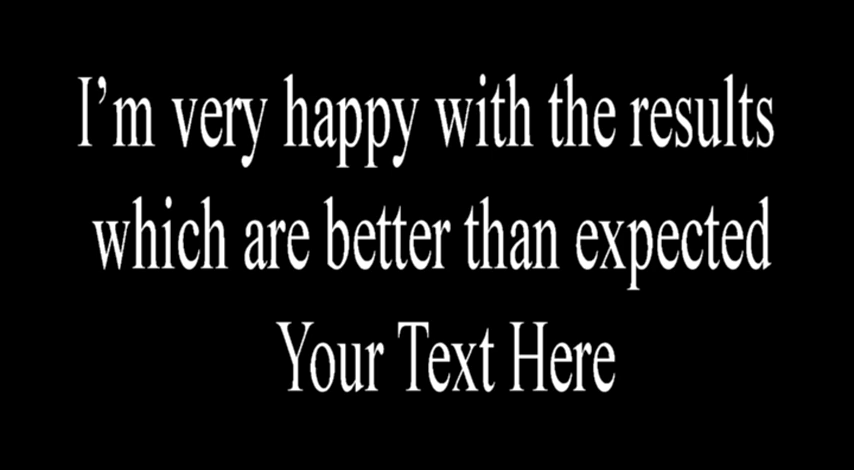 I’m very happy with the results
which are better than expected
Your Text Here